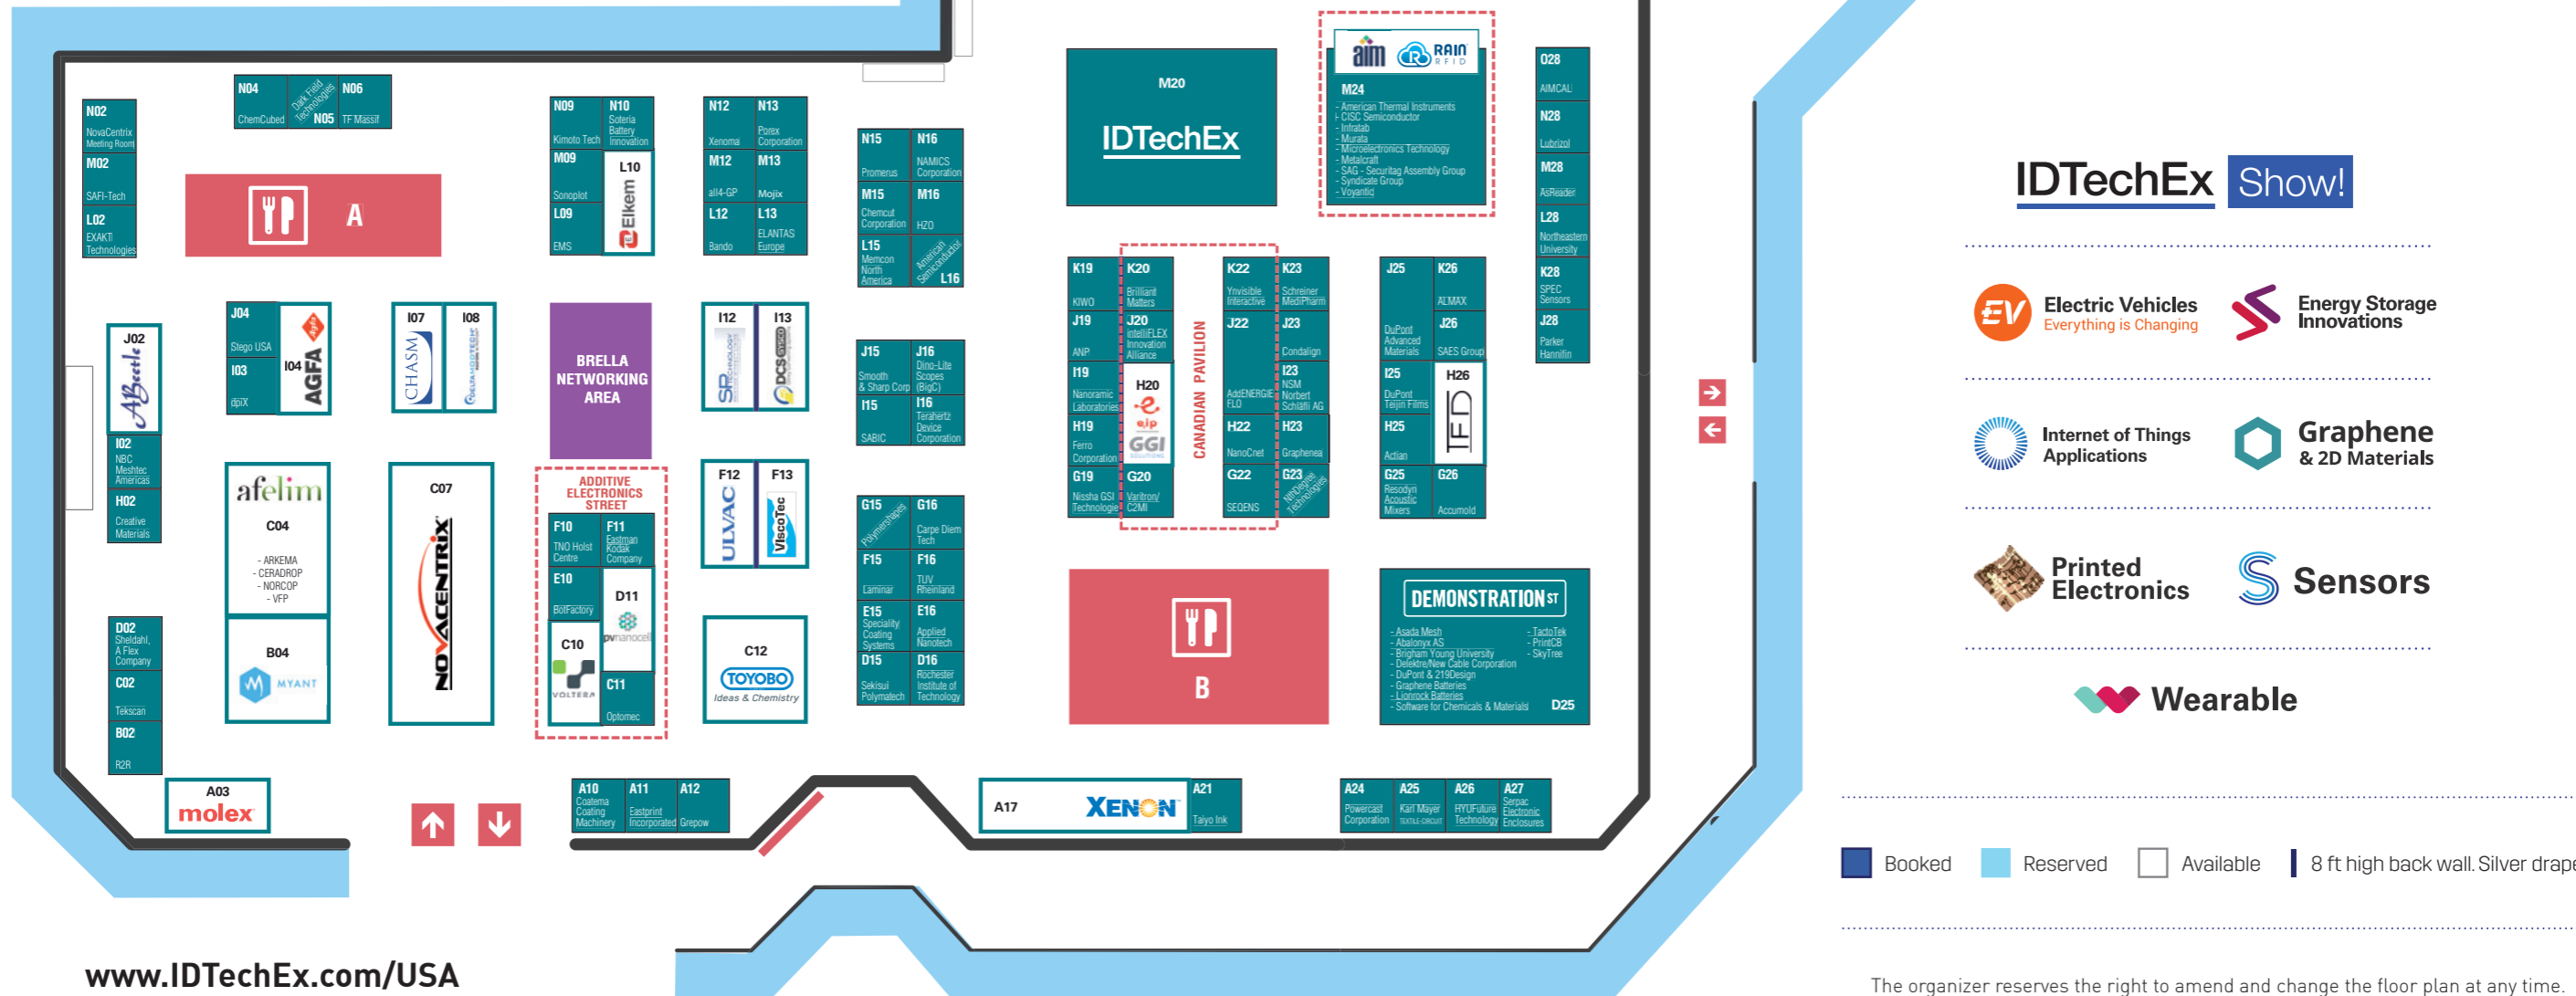 N02
NovaCentrix
Meeting Room
M02
SAFI-Tech
L02
EXAKT
Technologies
N04
ChemCubed
Dark Field
Technologies
N05
N06
TF Massif
A
N09
Kimoto Tech
N10
Soteria
Battery
Innovation
M09
Sonoplot
L10
Elkem
L09
EMS
N12
Xenoma
N13
Porex
Corporation
M12
all4-GP
M13
Mojix
L12
Bando
L13
ELANTAS
Europe
N15
Promerus
N16
NAMICS
Corporation
M15
Chemcut
Corporation
M16
HZO
L15
Memcon
North
America
American
Semiconductor
L16
M20
IDTechEx
aim
RAIN
RFID
M24
- American Thermal Instruments
- CISC Semiconductor
- Infratab
- Murata
- Microelectronics Technology
- Metalcraft
- SAG - Securitag Assembly Group
- Syndicate Group
- Voyantic
O28
AIMCAL
N28
Lubrizol
M28
AsReader
L28
Northeastern
University
K28
SPEC
Sensors
J28
Parker
Hannifin
J02
ABeetle
I02
NBC
Meshtec
Americas
H02
Creative
Materials
J04
Stego USA
I03
dpiX
I04
AGFA
I07
CHASM
I08
DELTAMODTECH
BRELLA
NETWORKING
AREA
I12
SPTECHNOLOGY
I13
DCS
J15
Smooth
& Sharp Corp
J16
Dino-Lite
Scopes
(BigC)
I15
SABIC
I16
Terahertz
Device
Corporation
K19
KIWO
K20
Brilliant
Matters
J19
ANP
J20
intelliFLEX
Innovation
Alliance
I19
Nanoramic
Laboratories
H20
e2ip
GGI
SOLUTIONS
H19
Ferro
Corporation
G19
Nissha GSI
Technologie
G20
Varitron/
C2MI
CANADIAN PAVILION
K22
Ynvisible
Interactive
K23
Schreiner
MediPharm
J22
AddENERGIE
FLO
J23
Condalign
I23
NSM
Norbert
Schläfli AG
H22
NanoCnet
H23
Graphenea
G22
SEQENS
G23
NthDegree
Technologies
J25
DuPont
Advanced
Materials
K26
ALMAX
J26
SAES Group
I25
DuPont
Teijin Films
H26
TFD
H25
Actian
G25
Resodyn
Acoustic
Mixers
G26
Accumold
afelim
C04
- ARKEMA
- CERADROP
- NORCOP
- VFP
B04
MYANT
C07
NOVACENTRIX
ADDITIVE
ELECTRONICS
STREET
F10
TNO Holst
Centre
F11
Eastman
Kodak
Company
E10
BotFactory
D11
pvnanocell
C10
VOLTERA
C11
Optomec
F12
ULVAC
F13
ViscoTec
C12
TOYOBO
Ideas & Chemistry
G15
Polymershapes
G16
Carpe Diem
Tech
F15
Laminar
F16
TUV
Rheinland
E15
Speciality
Coating
Systems
E16
Applied
Nanotech
D15
Sekisui
Polymatech
D16
Rochester
Institute of
Technology
B
DEMONSTRATION ST
- Asada Mesh
- Abalonyx AS
- Brigham Young University
- Delektre/New Cable Corporation
- DuPont & 219Design
- Graphene Batteries
- Lionrock Batteries
- Software for Chemicals & Materials
- TactoTek
- PrintCB
- SkyTree
D25
D02
Sheldahl,
A Flex
Company
C02
Tekscan
B02
R2R
A03
molex
A10
Coatema
Coating
Machinery
A11
Eastprint
Incorporated
A12
Grepow
A17
XENON
A21
Taiyo Ink
A24
Powercast
Corporation
A25
Karl Mayer
TEXTILE-CIRCUIT
A26
HYUFuture
Technology
A27
Serpac
Electronic
Enclosures
www.IDTechEx.com/USA
IDTechEx Show!
EV
Electric Vehicles
Everything is Changing
Energy Storage
Innovations
Internet of Things
Applications
Graphene
& 2D Materials
Printed
Electronics
Sensors
Wearable
Booked
Reserved
Available
8 ft high back wall. Silver drape
The organizer reserves the right to amend and change the floor plan at any time.